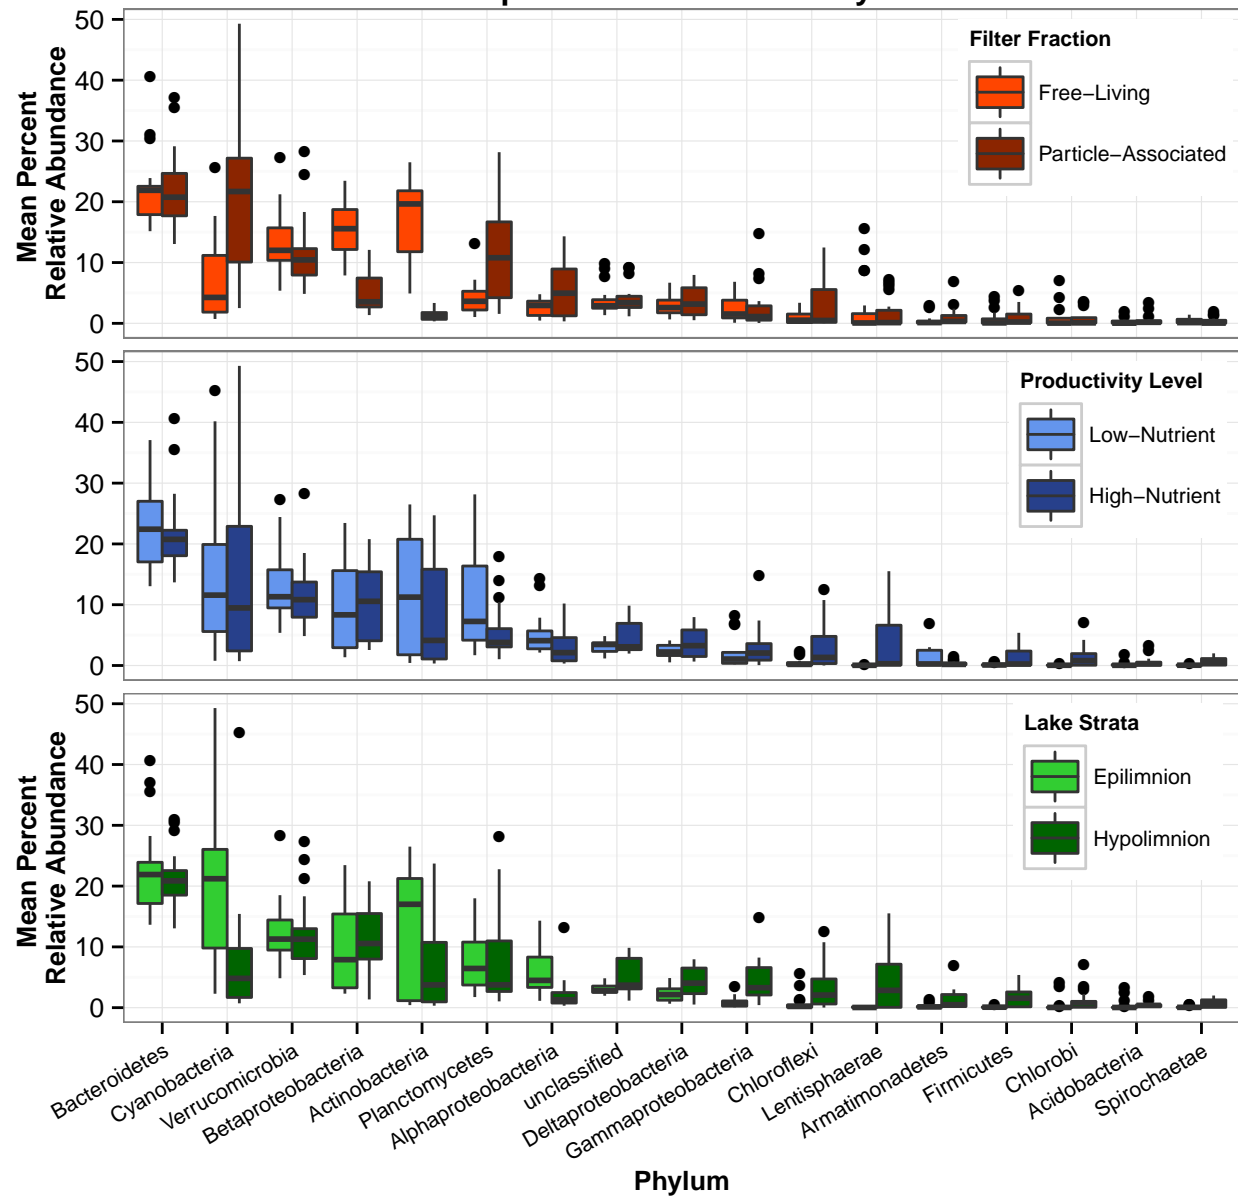 50
40
30
20
10
0
Mean Percent
Relative Abundance
Filter Fraction
Free−Living
Particle−Associated
50
40
30
20
10
0
Productivity Level
Low−Nutrient
High−Nutrient
50
40
30
20
10
0
Mean Percent
Relative Abundance
Lake Strata
Epilimnion
Hypolimnion
Bacteroidetes
Cyanobacteria
Verrucomicrobia
Betaproteobacteria
Actinobacteria
Planctomycetes
Alphaproteobacteria
unclassified
Deltaproteobacteria
Gammaproteobacteria
Chloroflexi
Lentisphaerae
Armatimonadetes
Firmicutes
Chlorobi
Acidobacteria
Spirochaetae
Phylum